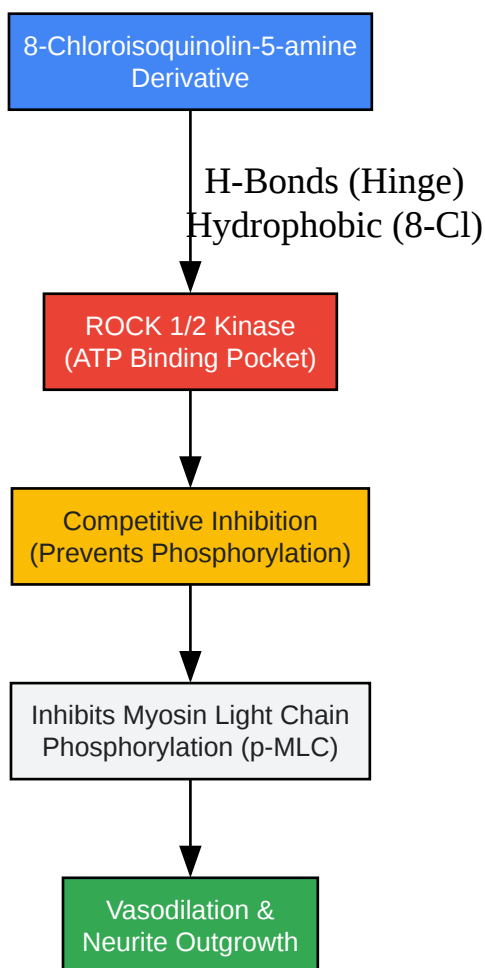 8-Chloroisoquinolin-5-amine
Derivative
H-Bonds (Hinge)
Hydrophobic (8-Cl)
ROCK 1/2 Kinase
(ATP Binding Pocket)
Competitive Inhibition
(Prevents Phosphorylation)
Inhibits Myosin Light Chain
Phosphorylation (p-MLC)
Vasodilation &
Neurite Outgrowth